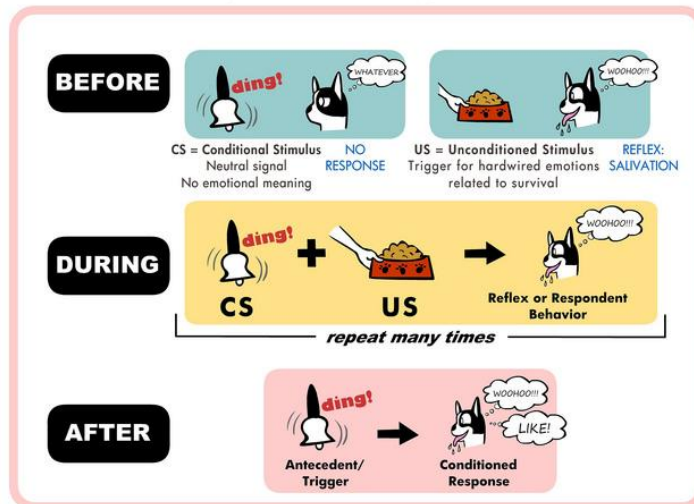 BEFORE
ding!
WHATEVER
WOOHOO!!!
CS = Conditional Stimulus
Neutral signal
No emotional meaning
NO
RESPONSE
US = Unconditioned Stimulus
Trigger for hardwired emotions
related to survival
REFLEX:
SALIVATION
DURING
ding!
CS
US
WOOHOO!!!
Reflex or Respondent
Behavior
repeat many times
AFTER
ding!
Antecedent/
Trigger
WOOHOO!!!
LIKE!
Conditioned
Response